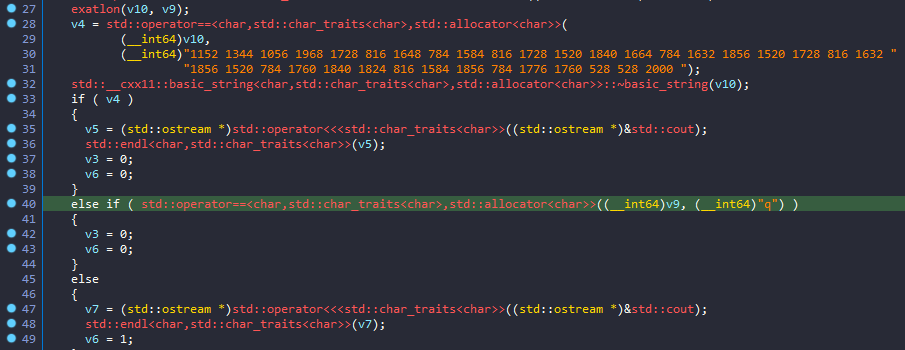 27 exatlon(v10, v9);
28 v4 = std::operator==<char,std::char_traits<char>,std::allocator<char>>(
29 (__int64)v10,
30 (__int64)"1152 1344 1056 1968 1728 816 1648 784 1584 816 1728 1520 1840 1664 784 1632 1856 1520 1728 816 1632 "
31 "1856 1520 784 1760 1840 1824 816 1584 1856 784 1776 1760 528 528 2000 ");
32 std::__cxx11::basic_string<char,std::char_traits<char>,std::allocator<char>>::~basic_string(v10);
33 if ( v4 )
34 {
35 v5 = (std::ostream *)std::operator<<<std::char_traits<char>>((std::ostream *)&std::cout);
36 std::endl<char,std::char_traits<char>>(v5);
37 v3 = 0;
38 v6 = 0;
39 }
40 else if ( std::operator==<char,std::char_traits<char>,std::allocator<char>>((__int64)v9, (__int64)"q") )
41 {
42 v3 = 0;
43 v6 = 0;
44 }
45 else
46 {
47 v7 = (std::ostream *)std::operator<<<std::char_traits<char>>((std::ostream *)&std::cout);
48 std::endl<char,std::char_traits<char>>(v7);
49 v6 = 1;